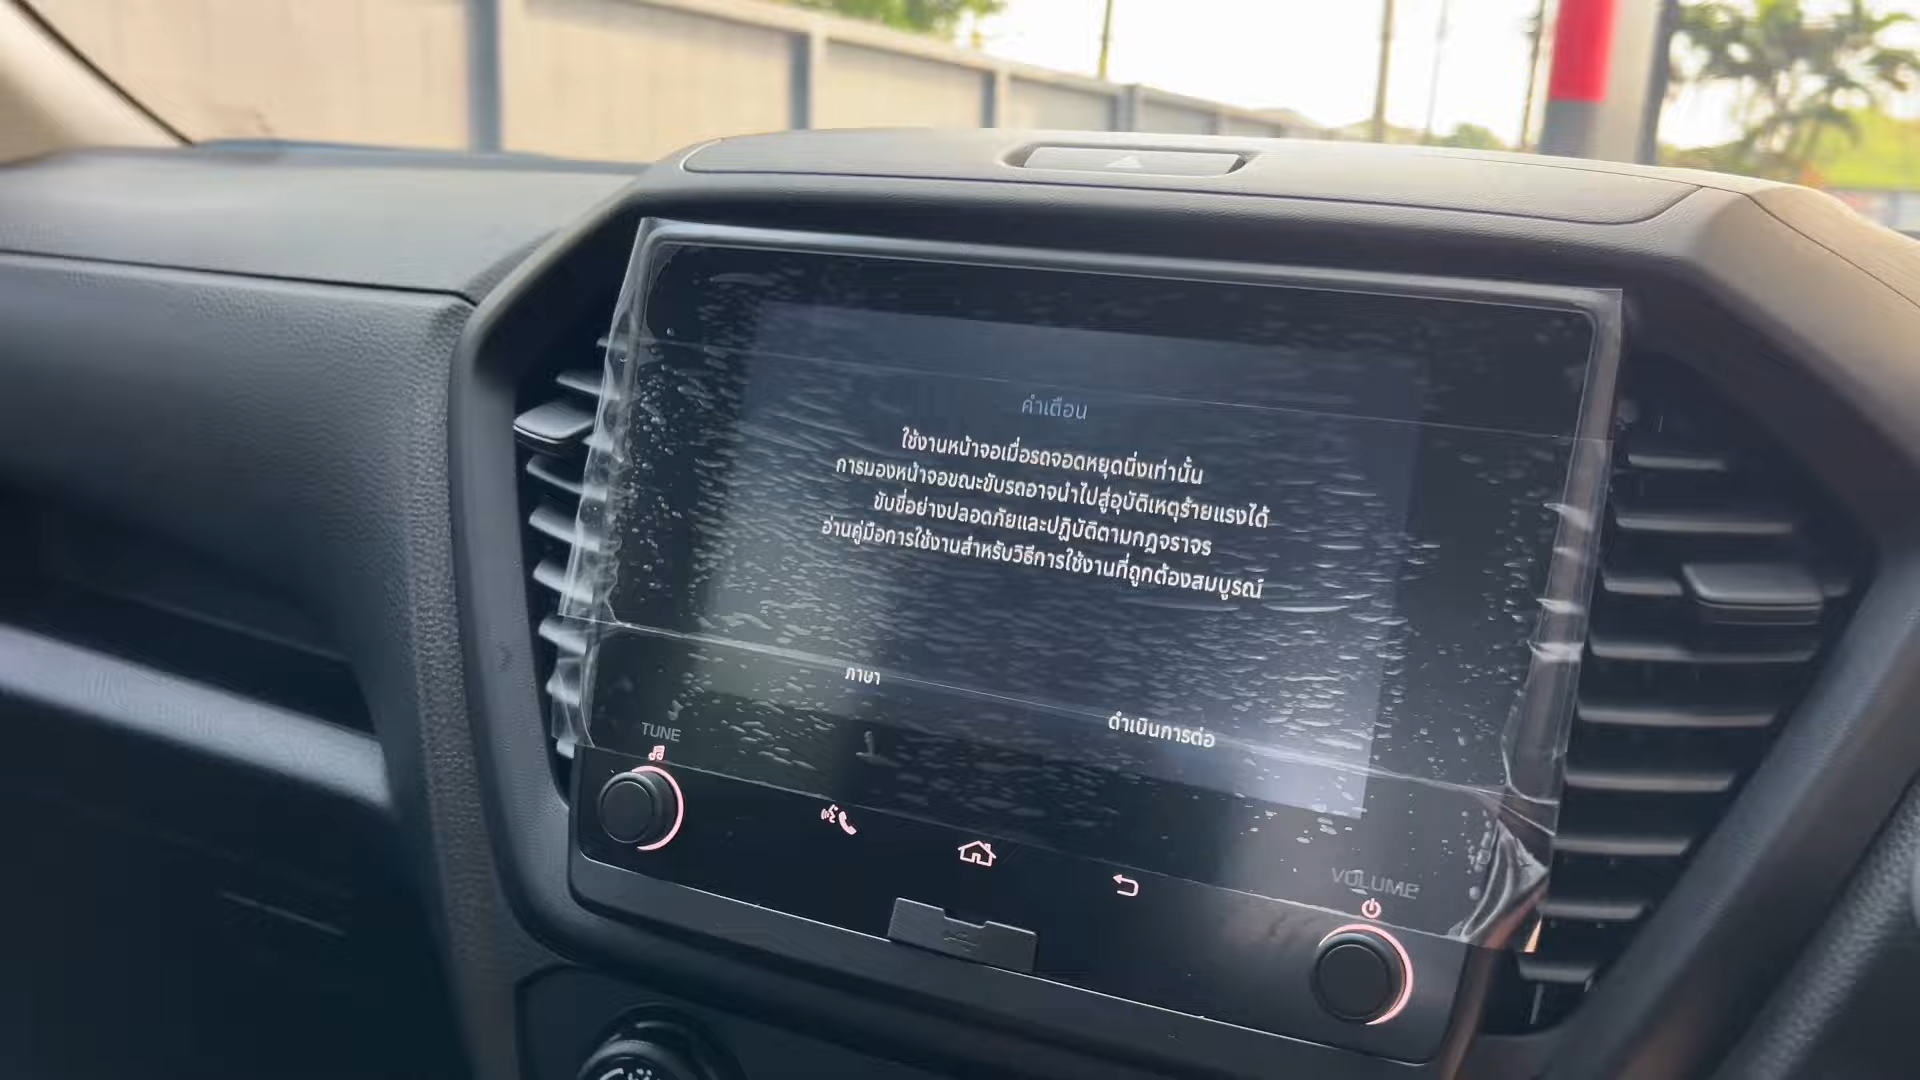 คำเตือน
ใช้งานหน้าจอเมื่อรถจอดหยุดนิ่งเท่านั้น
การมองหน้าจอขณะขับรถอาจนำไปสู่อุบัติเหตุร้ายแรงได้
ขับขี่อย่างปลอดภัยและปฏิบัติตามกฎจราจร
อ่านคู่มือการใช้งานสำหรับวิธีการใช้งานที่ถูกต้องสมบูรณ์
ภาษา
ดำเนินการต่อ
TUNE
VOLUME